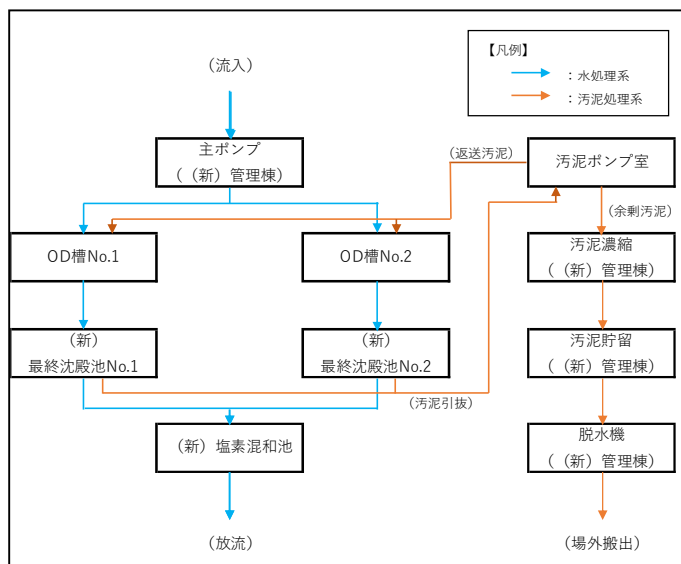 【凡例】
：水処理系
：汚泥処理系
（流入）
主ポンプ
（（新）管理棟）
（返送汚泥）
汚泥ポンプ室
（余剰汚泥）
OD槽No.1
OD槽No.2
汚泥濃縮
（（新）管理棟）
（新）
最終沈殿池No.1
（新）
最終沈殿池No.2
汚泥貯留
（（新）管理棟）
（汚泥引抜）
（新）塩素混和池
脱水機
（（新）管理棟）
（放流）
（場外搬出）